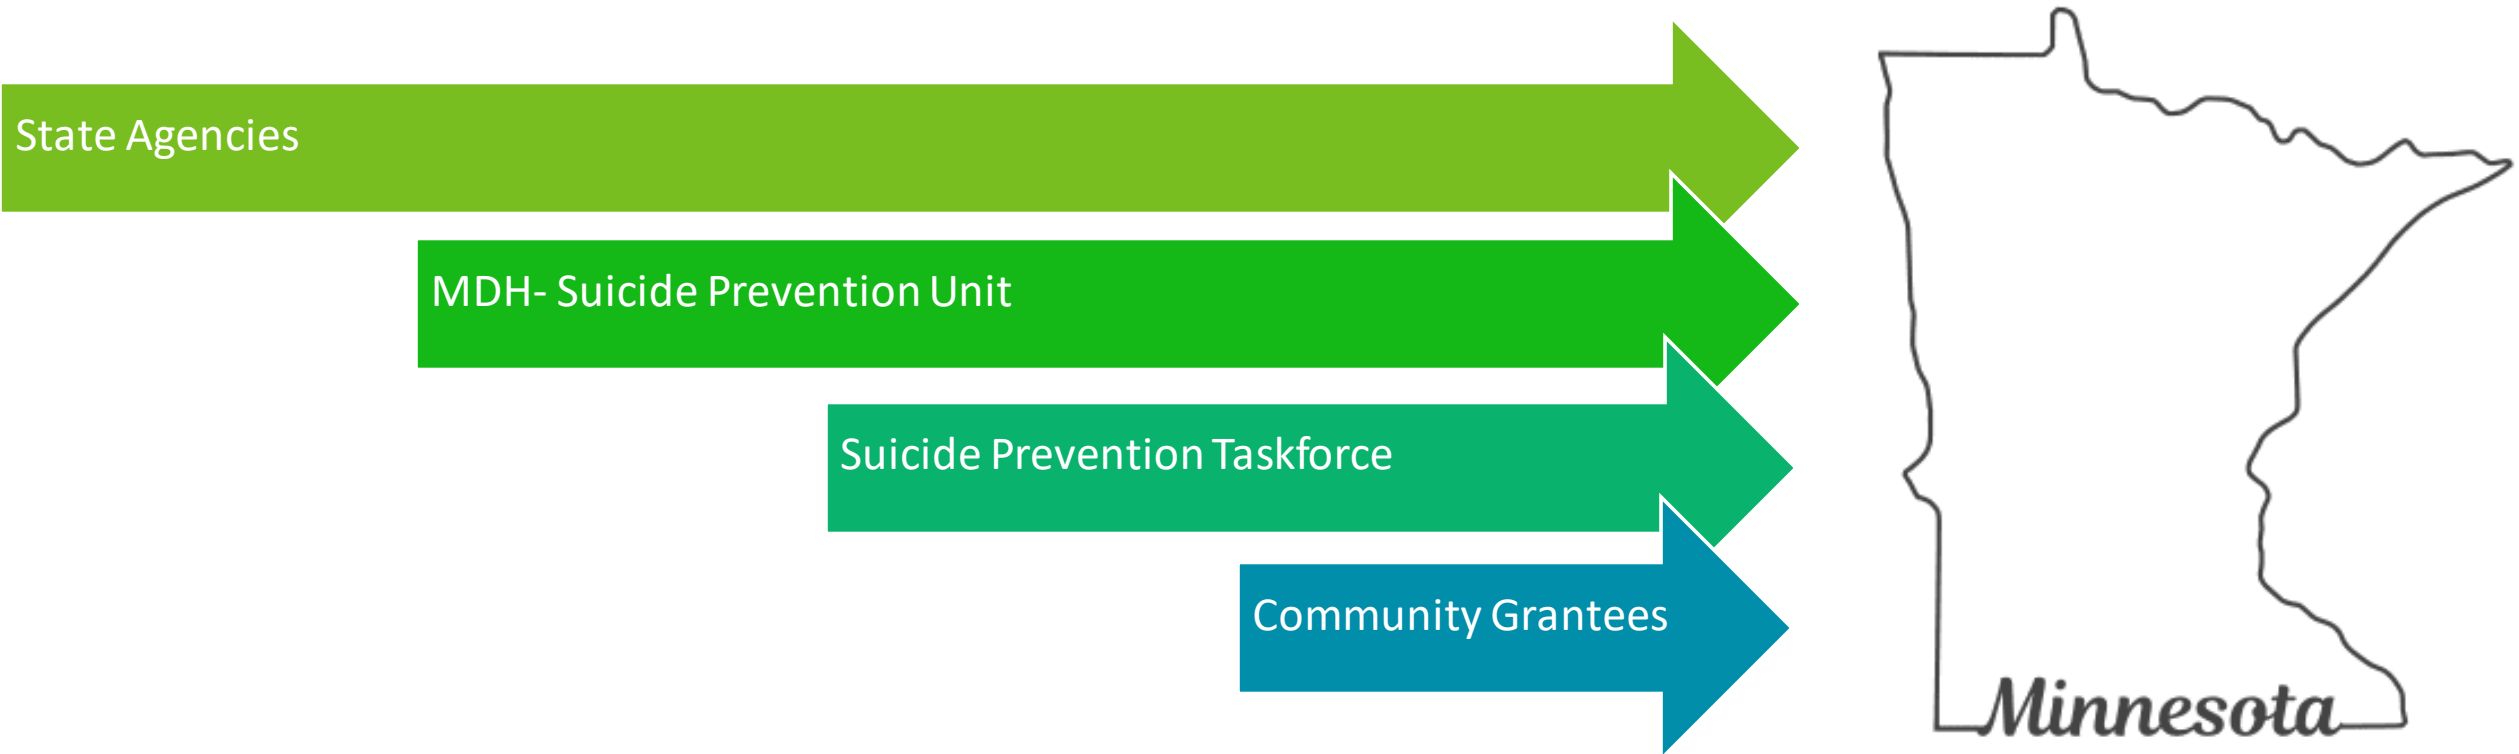 State Agencies
MDH- Suicide Prevention Unit
Suicide Prevention Taskforce
Community Grantees
Minnesota